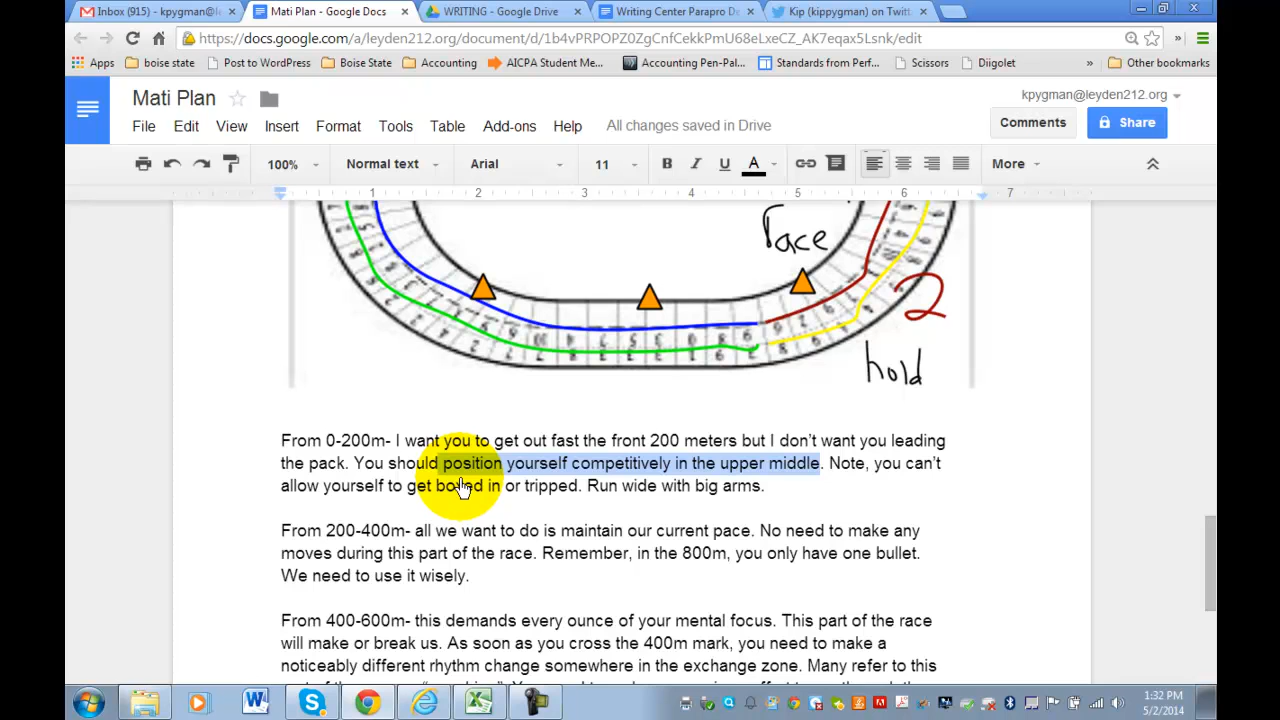 Inbox (915) - kpygman@l
Mati Plan - Google Docs
WRITING - Google Drive
Writing Center Parapro De
Kip (kippygman) on Twitt
https://docs.google.com/a/leyden212.org/document/d/1b4vPRPOPZ0ZgCnfCekkPmU68eLxeCZ_AK7eqax5Lsnk/edit
Apps
boise state
Post to WordPress
Boise State
Accounting
AICPA Student Me...
Accounting Pen-Pal...
Standards from Perf...
Scissors
Diigolet
»
Other bookmarks
Mati Plan
kpygman@leyden212.org
File Edit View Insert Format Tools Table Add-ons Help All changes saved in Drive
Comments
Share
100% Normal text Arial 11 B I U A More
1 2 3 4 5 6 7
race
2
hold
From 0-200m- I want you to get out fast the front 200 meters but I don’t want you leading
the pack. You should position yourself competitively in the upper middle. Note, you can’t
allow yourself to get boxed in or tripped. Run wide with big arms.
From 200-400m- all we want to do is maintain our current pace. No need to make any
moves during this part of the race. Remember, in the 800m, you only have one bullet.
We need to use it wisely.
From 400-600m- this demands every ounce of your mental focus. This part of the race
will make or break us. As soon as you cross the 400m mark, you need to make a
noticeably different rhythm change somewhere in the exchange zone. Many refer to this
1:32 PM
5/2/2014